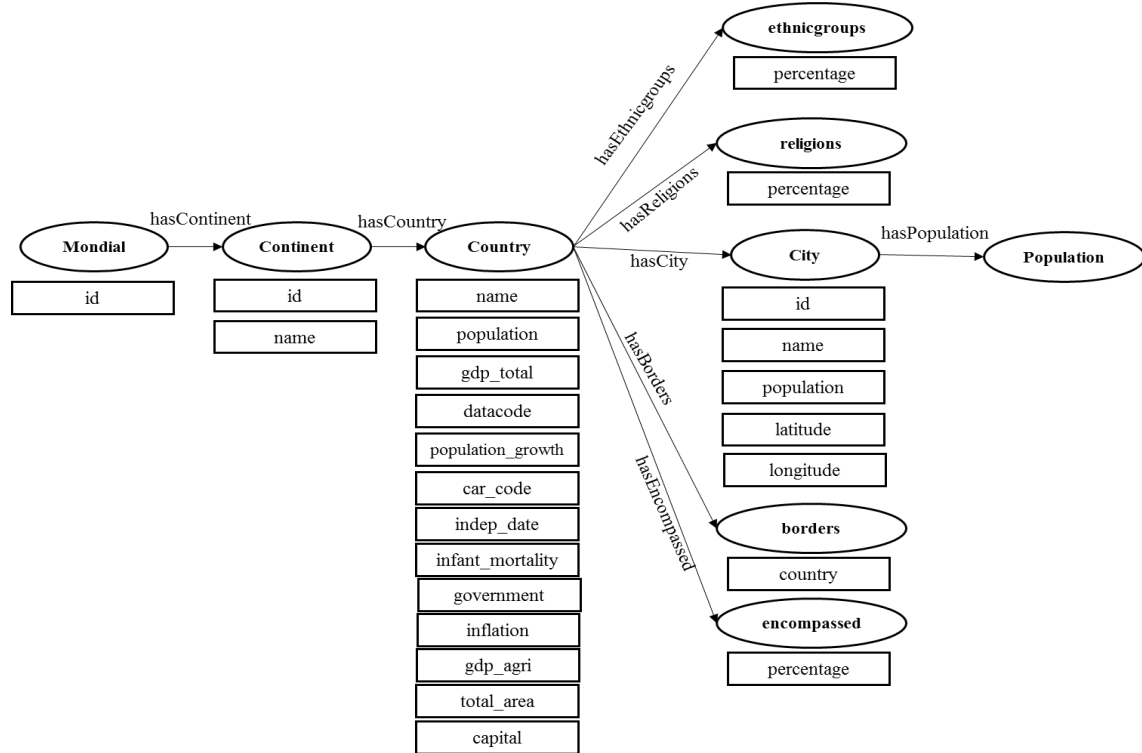 Mondial
id
hasContinent
Continent
id
name
hasCountry
Country
name
population
gdp_total
datacode
population_growth
car_code
indep_date
infant_mortality
government
inflation
gdp_agri
total_area
capital
hasEthnicgroups
ethnicgroups
percentage
hasReligions
religions
percentage
hasCity
City
id
name
population
latitude
longitude
hasPopulation
Population
hasBorders
borders
country
hasEncompassed
encompassed
percentage